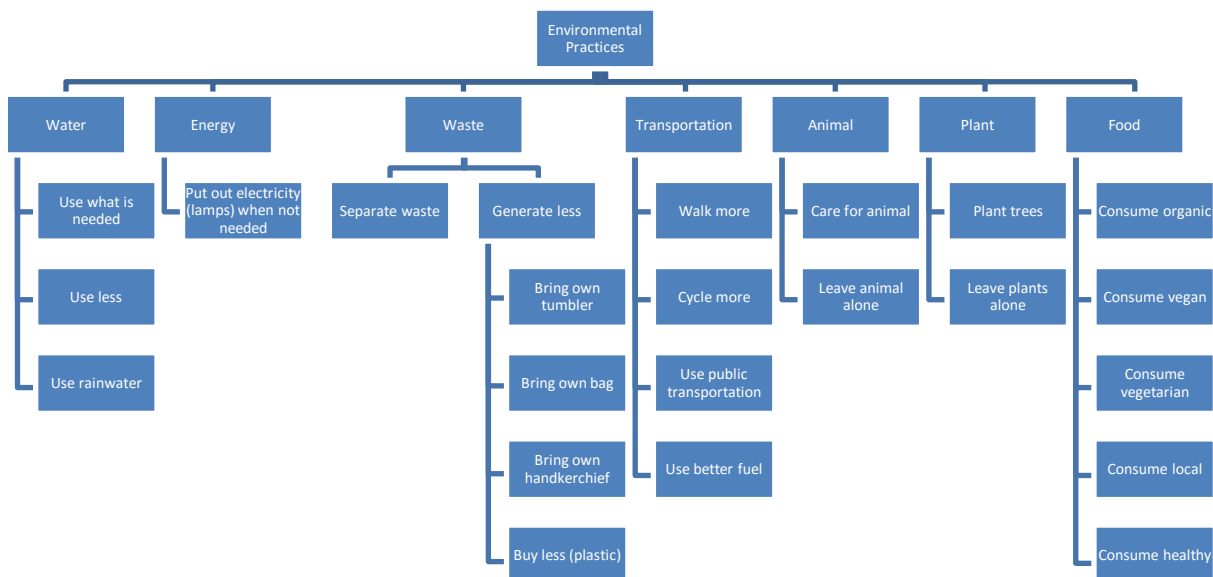 Environmental
Practices
Water
Energy
Waste
Transportation
Animal
Plant
Food
Use what is
needed
Put out electricity
(lamps) when not
needed
Separate waste
Generate less
Walk more
Care for animal
Plant trees
Consume organic
Use less
Bring own
tumbler
Cycle more
Leave animal
alone
Leave plants
alone
Consume vegan
Use rainwater
Bring own bag
Use public
transportation
Consume
vegetarian
Bring own
handkerchief
Use better fuel
Consume local
Buy less (plastic)
Consume healthy